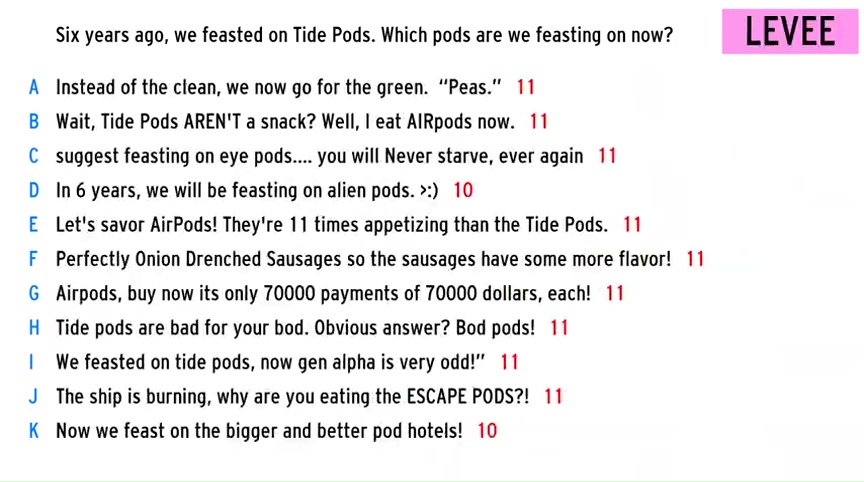 Six years ago, we feasted on Tide Pods. Which pods are we feasting on now?
LEVEE
A Instead of the clean, we now go for the green. “Peas.” 11
B Wait, Tide Pods AREN'T a snack? Well, I eat AIRpods now. 11
C suggest feasting on eye pods.... you will Never starve, ever again 11
D In 6 years, we will be feasting on alien pods. >:) 10
E Let's savor AirPods! They're 11 times appetizing than the Tide Pods. 11
F Perfectly Onion Drenched Sausages so the sausages have some more flavor! 11
G Airpods, buy now its only 70000 payments of 70000 dollars, each! 11
H Tide pods are bad for your bod. Obvious answer? Bod pods! 11
I We feasted on tide pods, now gen alpha is very odd!” 11
J The ship is burning, why are you eating the ESCAPE PODS?! 11
K Now we feast on the bigger and better pod hotels! 10